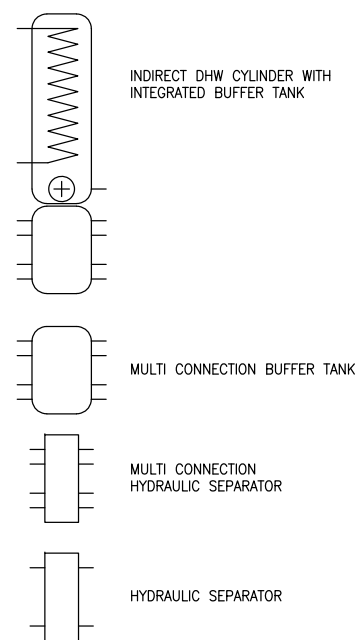 INDIRECT DHW CYLINDER WITH
INTEGRATED BUFFER TANK
MULTI CONNECTION BUFFER TANK
MULTI CONNECTION
HYDRAULIC SEPARATOR
HYDRAULIC SEPARATOR